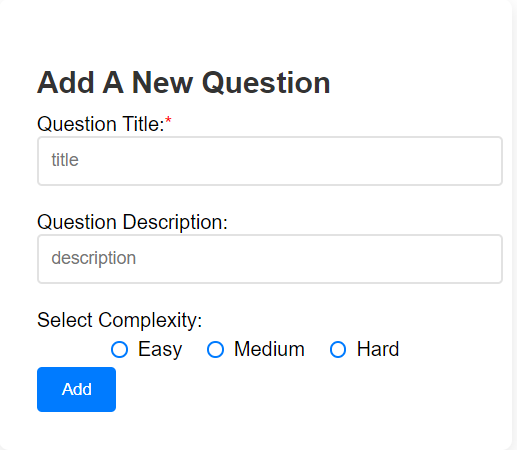 Add A New Question
Question Title:*
title
Question Description:
description
Select Complexity:
Easy Medium Hard
Add